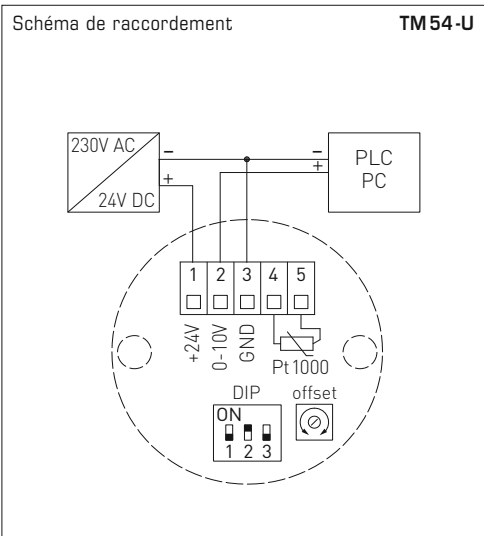 Schéma de raccordement TM54-U
230V AC
24V DC
– –
+ +
PLC
PC
1 2 3 4 5
+24V
0-10V
GND
Pt1000
DIP offset
ON
1 2 3